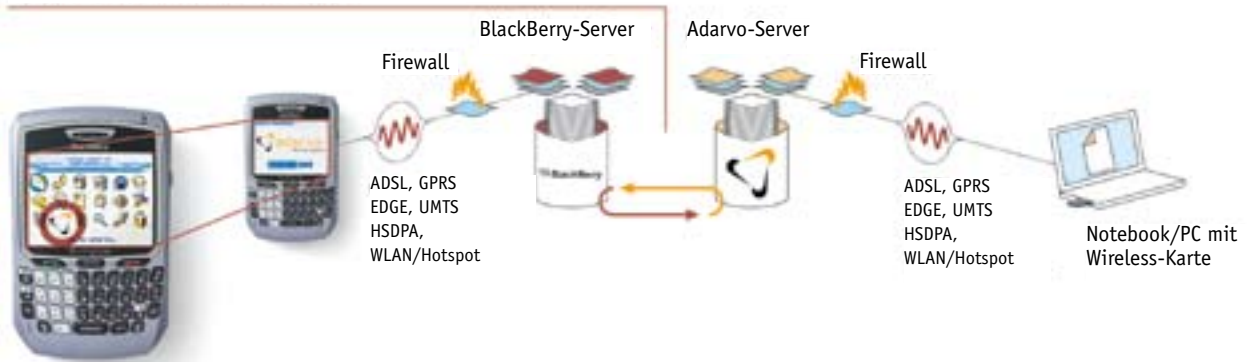 BlackBerry-Server
Adarvo-Server
Firewall
Firewall
BlackBerry
ADSL, GPRS
EDGE, UMTS
HSDPA,
WLAN/Hotspot
ADSL, GPRS
EDGE, UMTS
HSDPA,
WLAN/Hotspot
Notebook/PC mit
Wireless-Karte